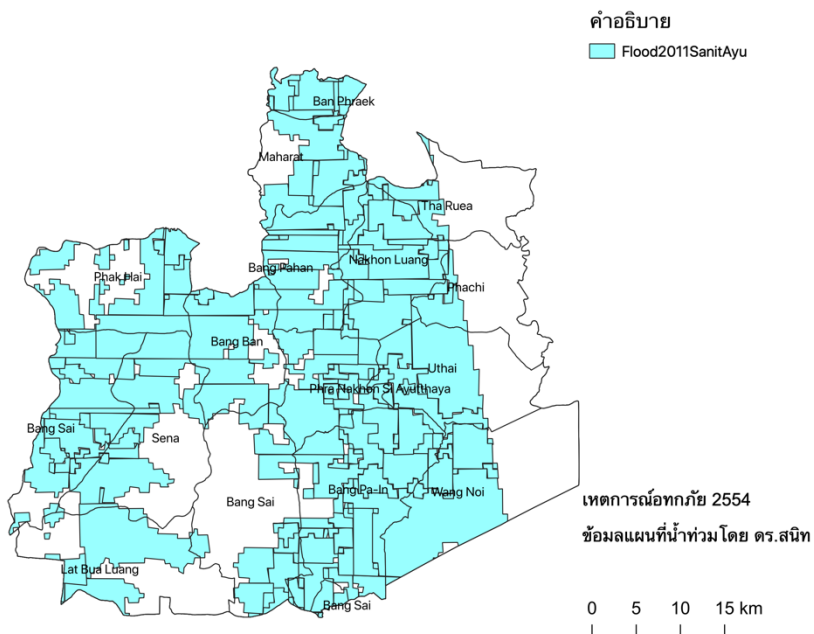 คำอธิบาย
Flood2011SanitAyu
Ban Phraek
Maharat
Tha Ruea
Nakhon Luang
Bang Pahan
Phak Hai
Phachi
Bang Ban
Uthai
Phra Nakhon Si Ayutthaya
Bang Sai
Sena
Bang Pa-In
Wang Noi
Bang Sai
เหตการณ์อทกภัย 2554
ข้อมลแผนที่น้ำท่วมโดย ดร.สนิท
Lat Bua Luang
Bang Sai
0 5 10 15 km